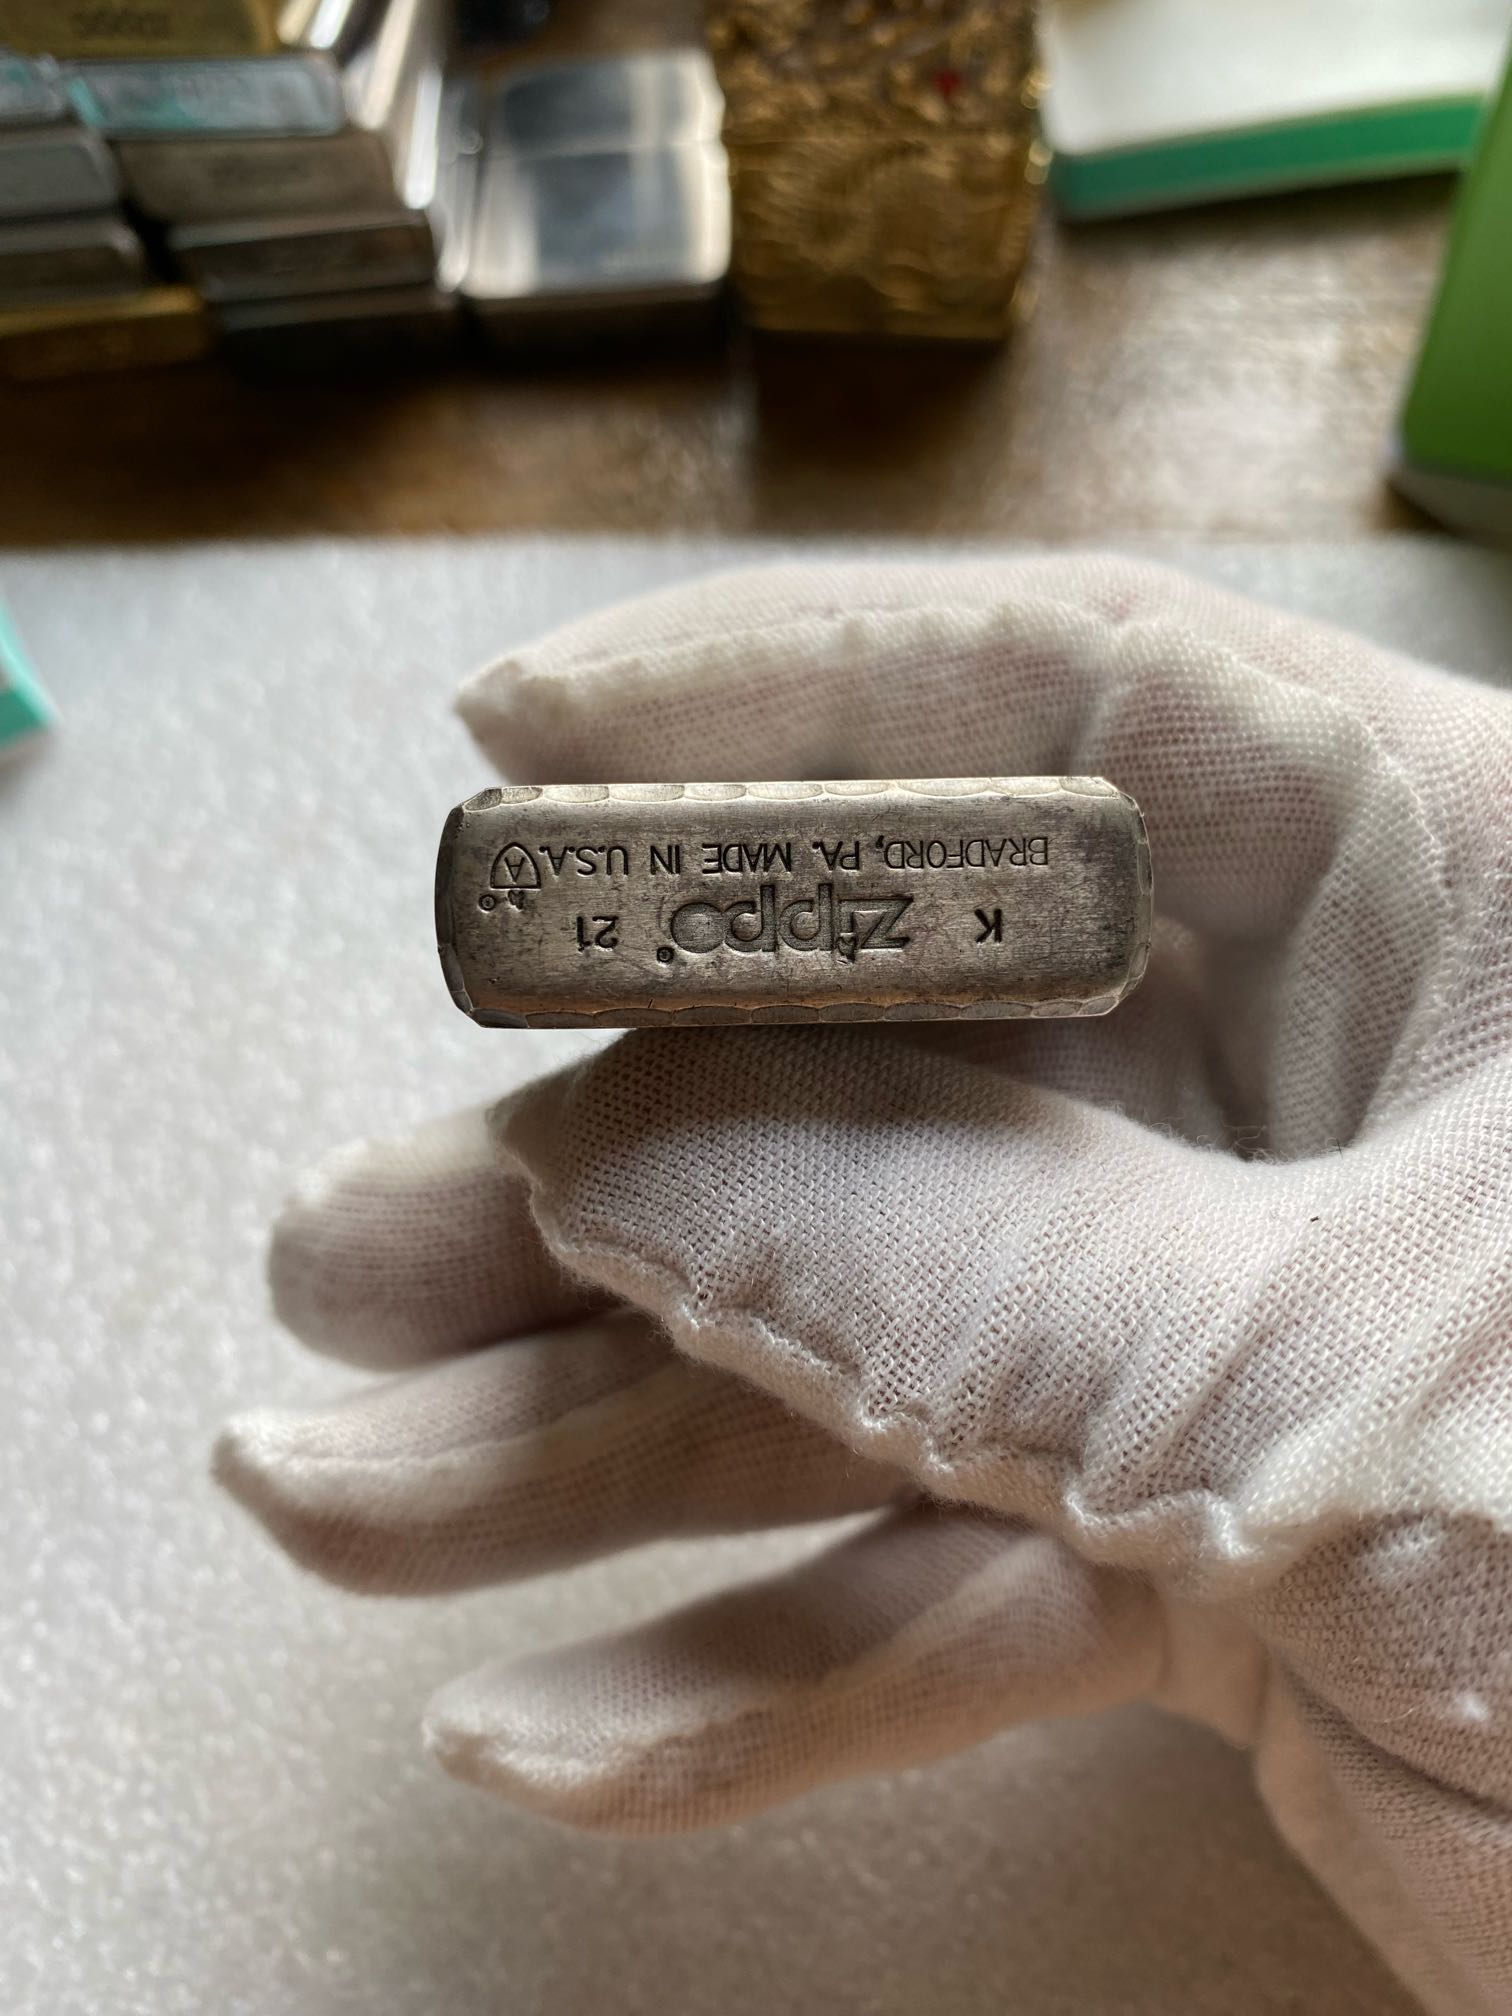 K zippo® 21
BRADFORD, PA. MADE IN U.S.A. A